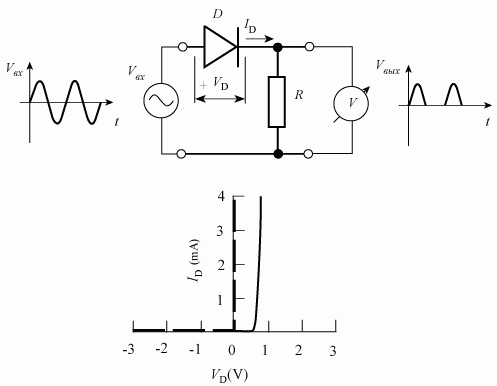 D
I_D
V_вх
V_вх
+ V_D
R
V
V_вых
t
t
4
3
2
1
I_D (mA)
-3 -2 -1 0 1 2 3
V_D(V)